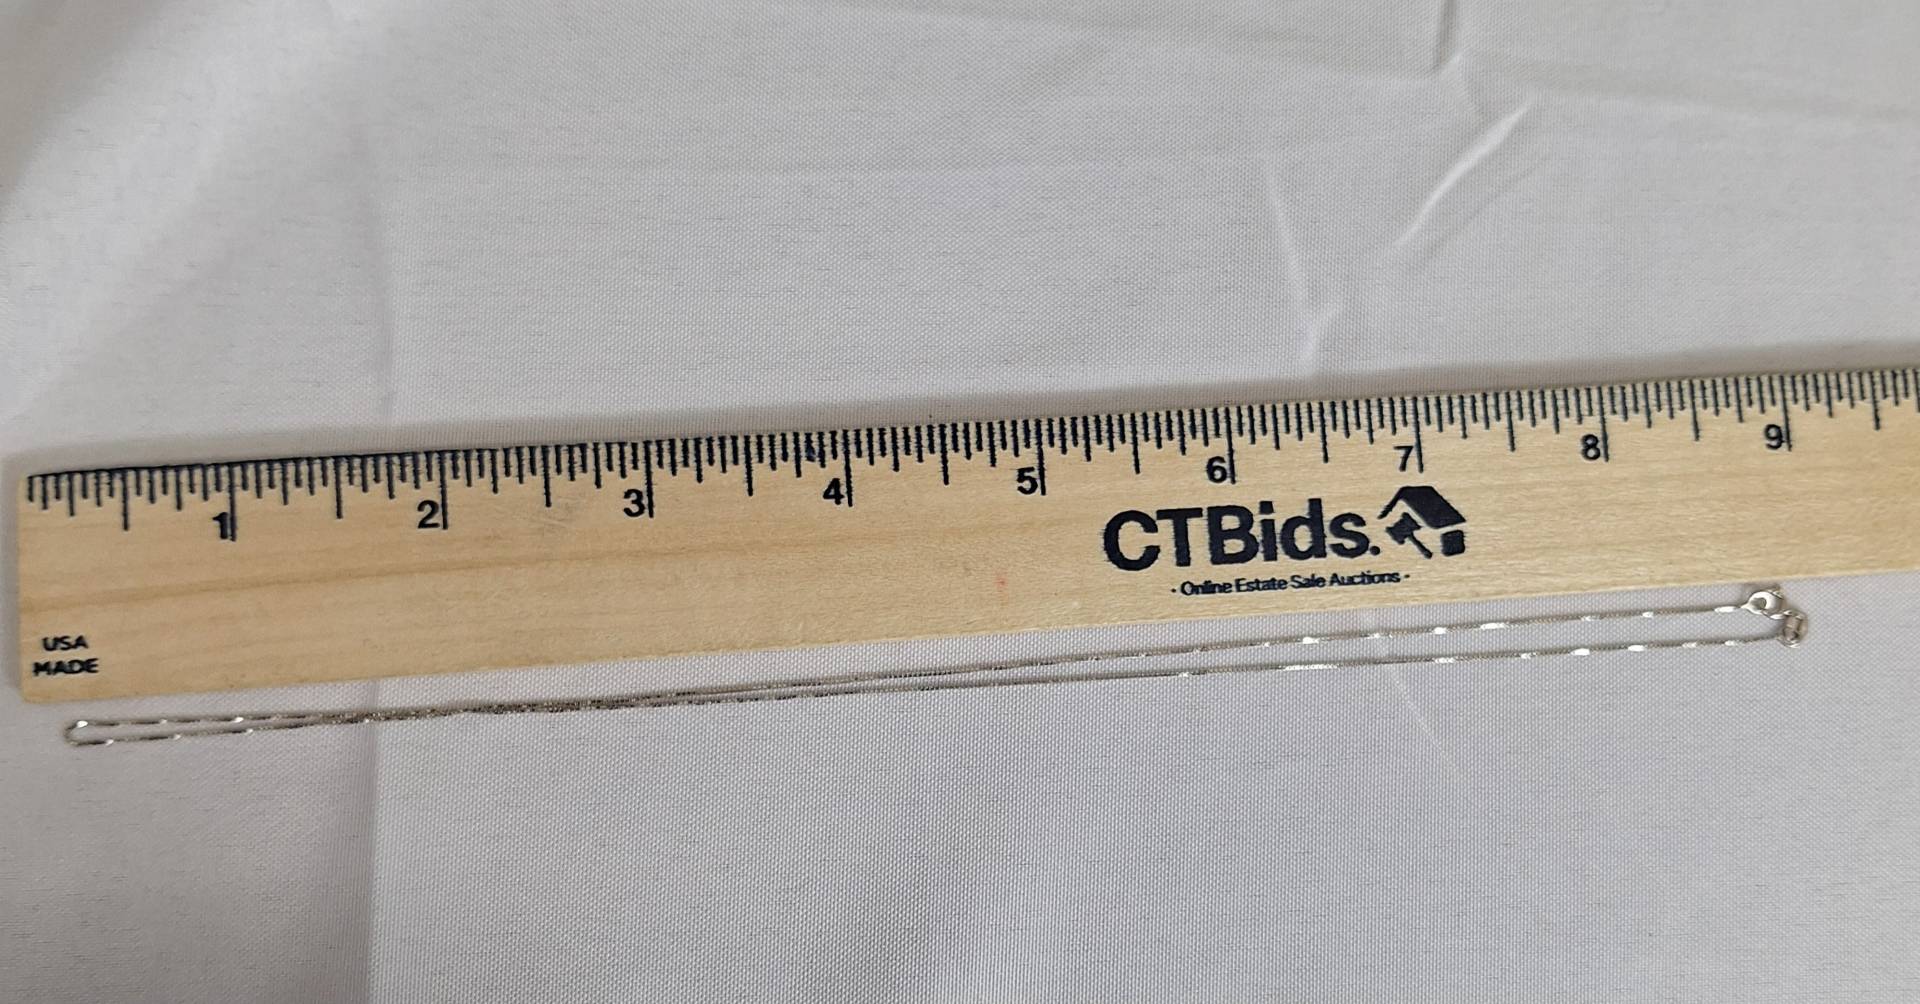 1 2 3 4 5 6 7 8 9
CTBids.
· Online Estate Sale Auctions ·
USA
MADE